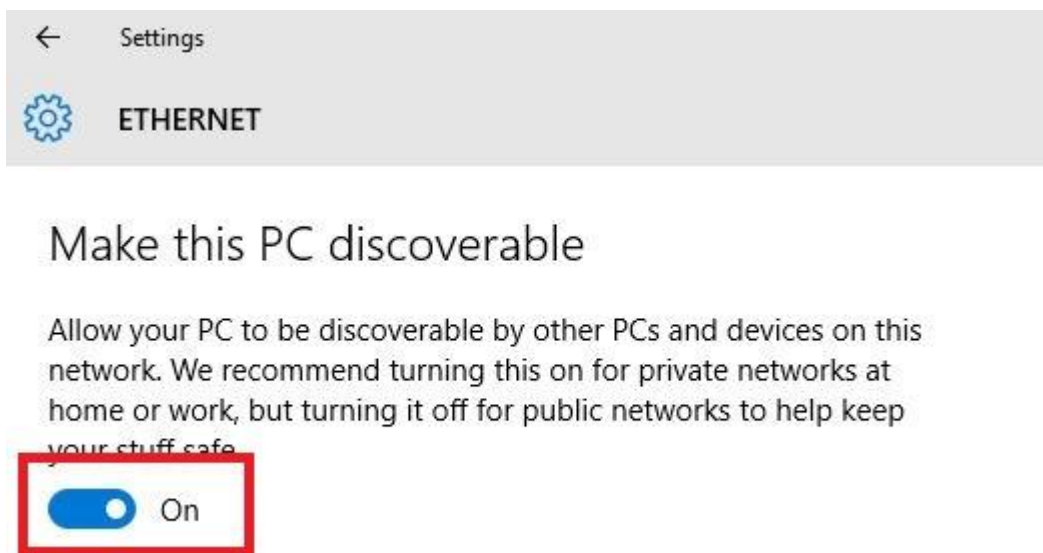 Settings
ETHERNET
Make this PC discoverable
Allow your PC to be discoverable by other PCs and devices on this
network. We recommend turning this on for private networks at
home or work, but turning it off for public networks to help keep
your stuff safe.
On